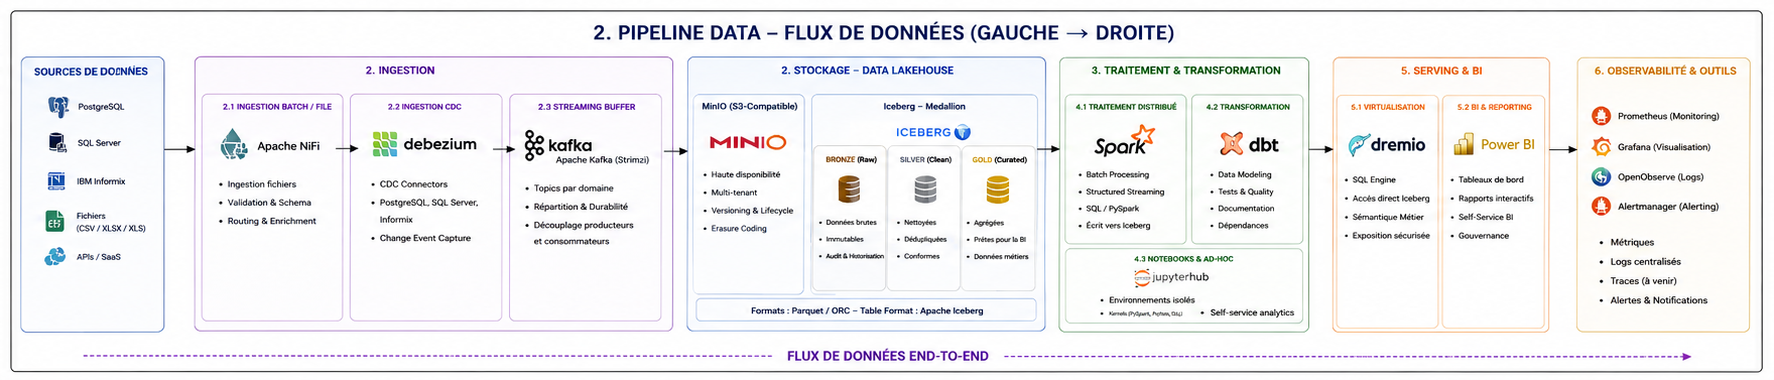 2. PIPELINE DATA – FLUX DE DONNÉES (GAUCHE → DROITE)
SOURCES DE DONNÉES
PostgreSQL
SQL Server
IBM Informix
Fichiers
(CSV / XLSX / XLS)
APIs / SaaS
2. INGESTION
2.1 INGESTION BATCH / FILE
Apache NiFi
• Ingestion fichiers
• Validation & Schema
• Routing & Enrichment
2.2 INGESTION CDC
debezium
• CDC Connectors
• PostgreSQL, SQL Server,
Informix
• Change Event Capture
2.3 STREAMING BUFFER
kafka
Apache Kafka (Strimzi)
• Topics par domaine
• Répartition & Durabilité
• Découplage producteurs
et consommateurs
2. STOCKAGE – DATA LAKEHOUSE
MinIO (S3-Compatible)
MINIO
• Haute disponibilité
• Multi-tenant
• Versioning & Lifecycle
• Erasure Coding
Iceberg – Medallion
ICEBERG
BRONZE (Raw)
• Données brutes
• Immutables
• Audit & Historisation
SILVER (Clean)
• Nettoyées
• Dédupliquées
• Conformes
GOLD (Curated)
• Agrégées
• Prêtes pour la BI
• Données métiers
Formats : Parquet / ORC – Table Format : Apache Iceberg
3. TRAITEMENT & TRANSFORMATION
4.1 TRAITEMENT DISTRIBUÉ
Spark
• Batch Processing
• Structured Streaming
• SQL / PySpark
• Écrit vers Iceberg
4.2 TRANSFORMATION
dbt
• Data Modeling
• Tests & Quality
• Documentation
• Dépendances
4.3 NOTEBOOKS & AD-HOC
jupyterhub
• Environnements isolés
• Kernels (PySpark, Python,
• Self-service analytics
5. SERVING & BI
5.1 VIRTUALISATION
dremio
• SQL Engine
• Accès direct Iceberg
• Sémantique Métier
• Exposition sécurisée
5.2 BI & REPORTING
Power BI
• Tableaux de bord
• Rapports interactifs
• Self-Service BI
• Gouvernance
6. OBSERVABILITÉ & OUTILS
Prometheus (Monitoring)
Grafana (Visualisation)
OpenObserve (Logs)
Alertmanager (Alerting)
• Métriques
• Logs centralisés
• Traces (à venir)
• Alertes & Notifications
FLUX DE DONNÉES END-TO-END